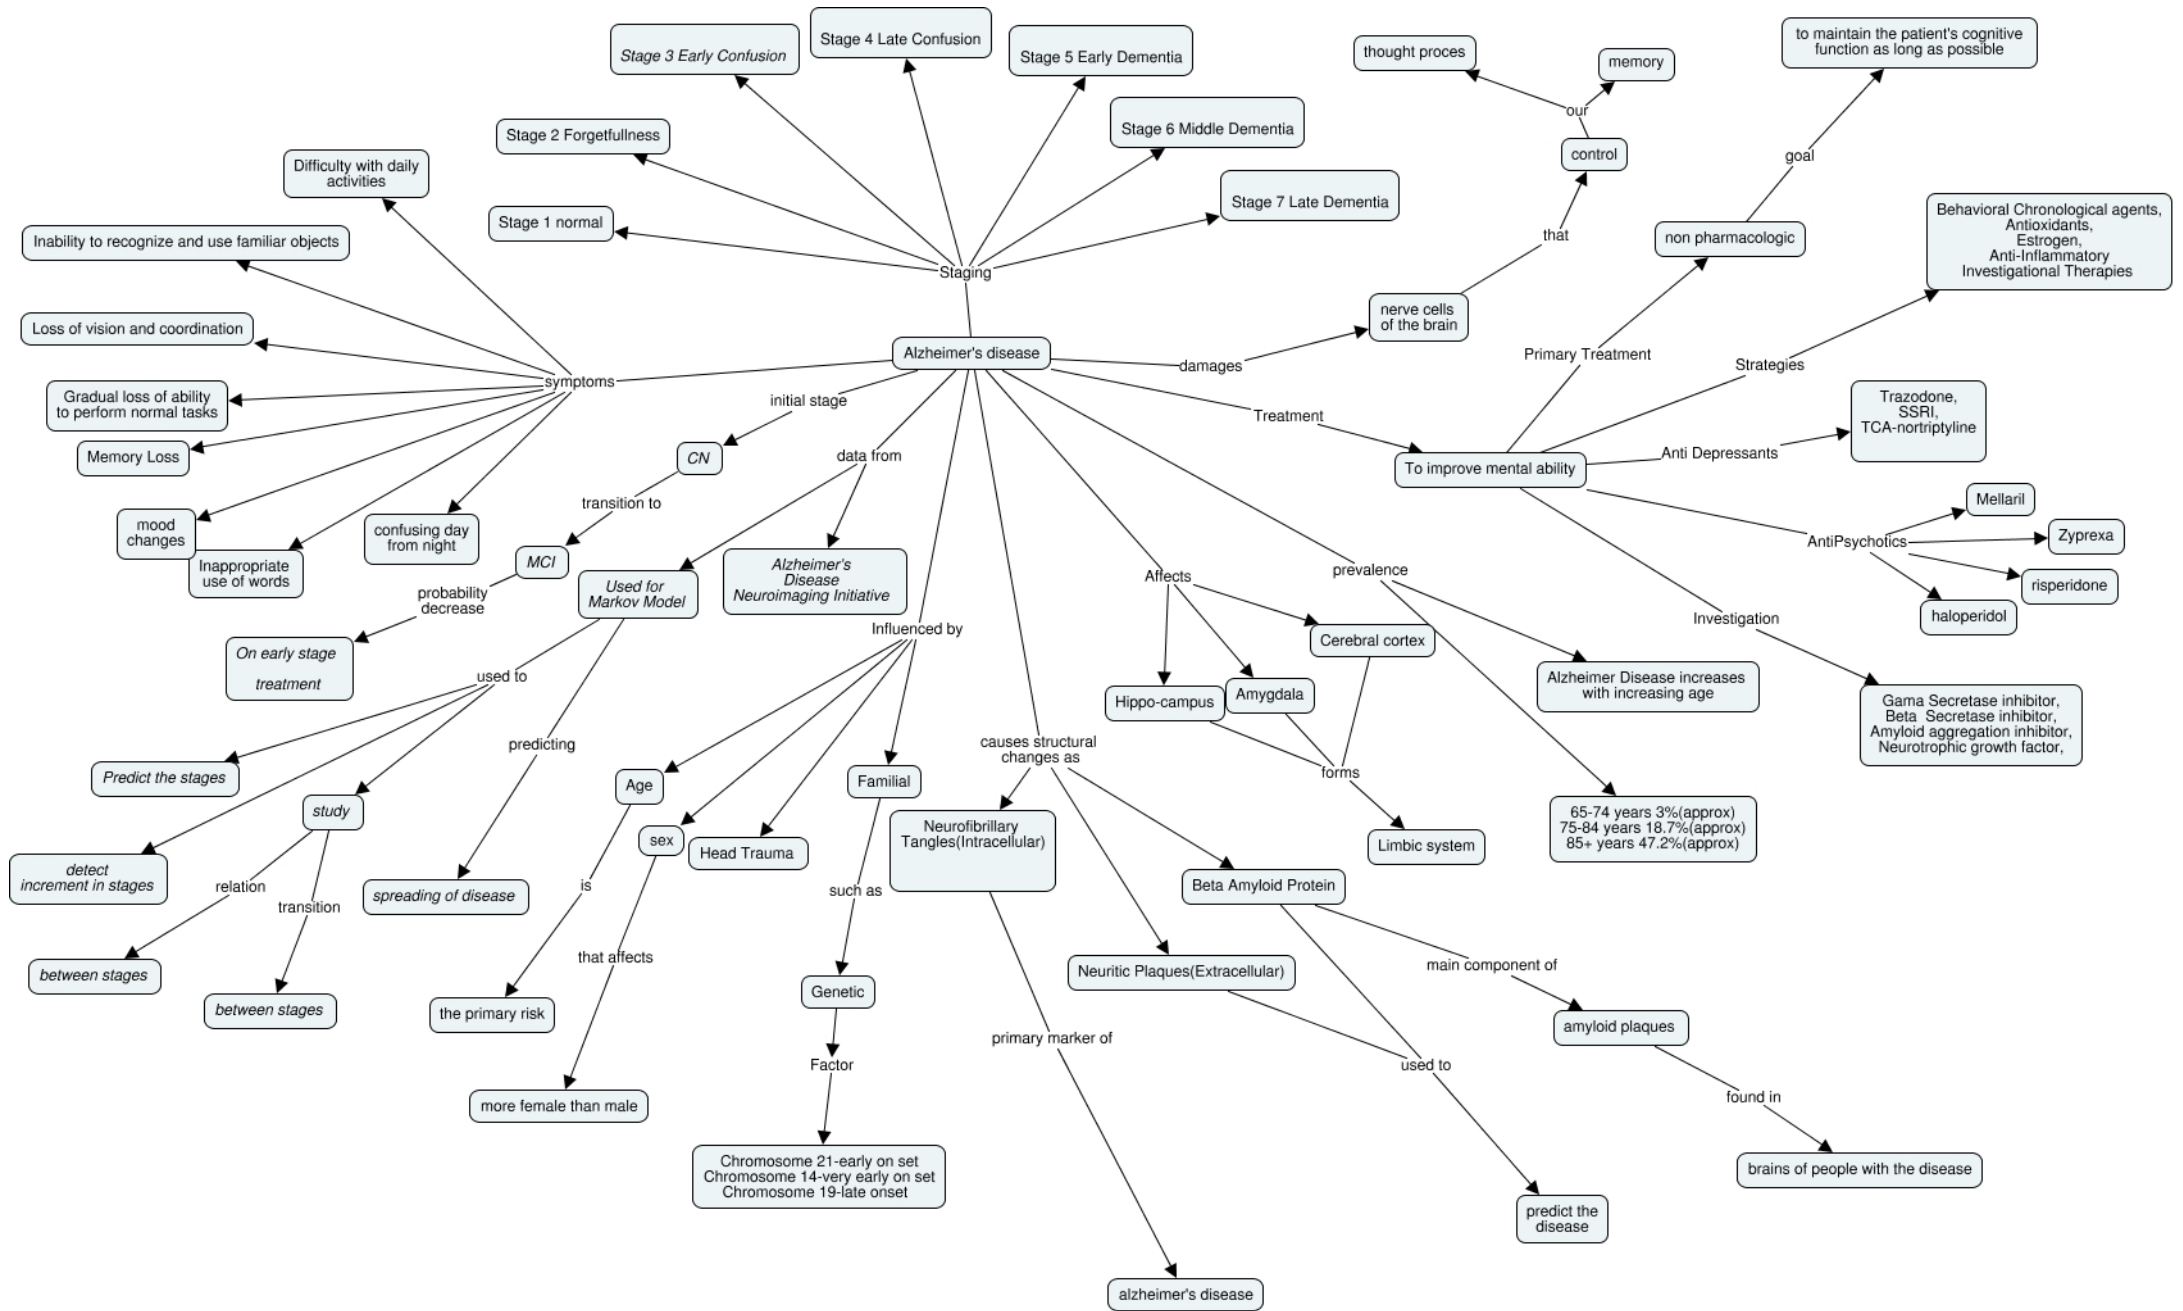 Stage 3 Early Confusion
Stage 4 Late Confusion
Stage 5 Early Dementia
thought proces
memory
to maintain the patient's cognitive
function as long as possible
Stage 2 Forgetfullness
Stage 6 Middle Dementia
our
control
goal
Difficulty with daily
activities
Stage 1 normal
Stage 7 Late Dementia
Inability to recognize and use familiar objects
that
non pharmacologic
Behavioral Chronological agents,
Antioxidants,
Estrogen,
Anti-Inflammatory
Investigational Therapies
Staging
Loss of vision and coordination
nerve cells
of the brain
Alzheimer's disease
damages
Primary Treatment
Strategies
symptoms
Gradual loss of ability
to perform normal tasks
initial stage
Treatment
Trazodone,
SSRI,
TCA-nortriptyline
Memory Loss
CN
data from
Anti Depressants
To improve mental ability
transition to
mood
changes
confusing day
from night
Mellaril
Zyprexa
AntiPsychotics
risperidone
haloperidol
Inappropriate
use of words
MCI
Used for
Markov Model
Alzheimer's
Disease
Neuroimaging Initiative
Affects
prevalence
probability
decrease
Influenced by
Cerebral cortex
Investigation
On early stage
treatment
used to
Hippo-campus
Amygdala
Alzheimer Disease increases
with increasing age
Gama Secretase inhibitor,
Beta  Secretase inhibitor,
Amyloid aggregation inhibitor,
Neurotrophic growth factor,
predicting
causes structural
changes as
forms
Predict the stages
study
Age
Familial
65-74 years 3%(approx)
75-84 years 18.7%(approx)
85+ years 47.2%(approx)
sex
Head Trauma
Neurofibrillary
Tangles(Intracellular)
Limbic system
detect
increment in stages
relation
transition
spreading of disease
is
such as
Beta Amyloid Protein
between stages
between stages
that affects
the primary risk
Genetic
Neuritic Plaques(Extracellular)
main component of
amyloid plaques
primary marker of
Factor
used to
more female than male
found in
Chromosome 21-early on set
Chromosome 14-very early on set
Chromosome 19-late onset
brains of people with the disease
predict the
disease
alzheimer's disease